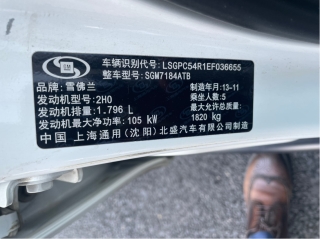 车辆识别代号: LSGPC54R1EF036655
整车型号: SGM7184ATB
品牌: 雪佛兰
制造年月:13-11
发动机型号: 2H0
乘坐人数:5
发动机排量: 1.796 L
最大允许总质量:
发动机最大净功率: 105 kW
1820 kg
中国 上海通用(沈阳)北盛汽车有限公司